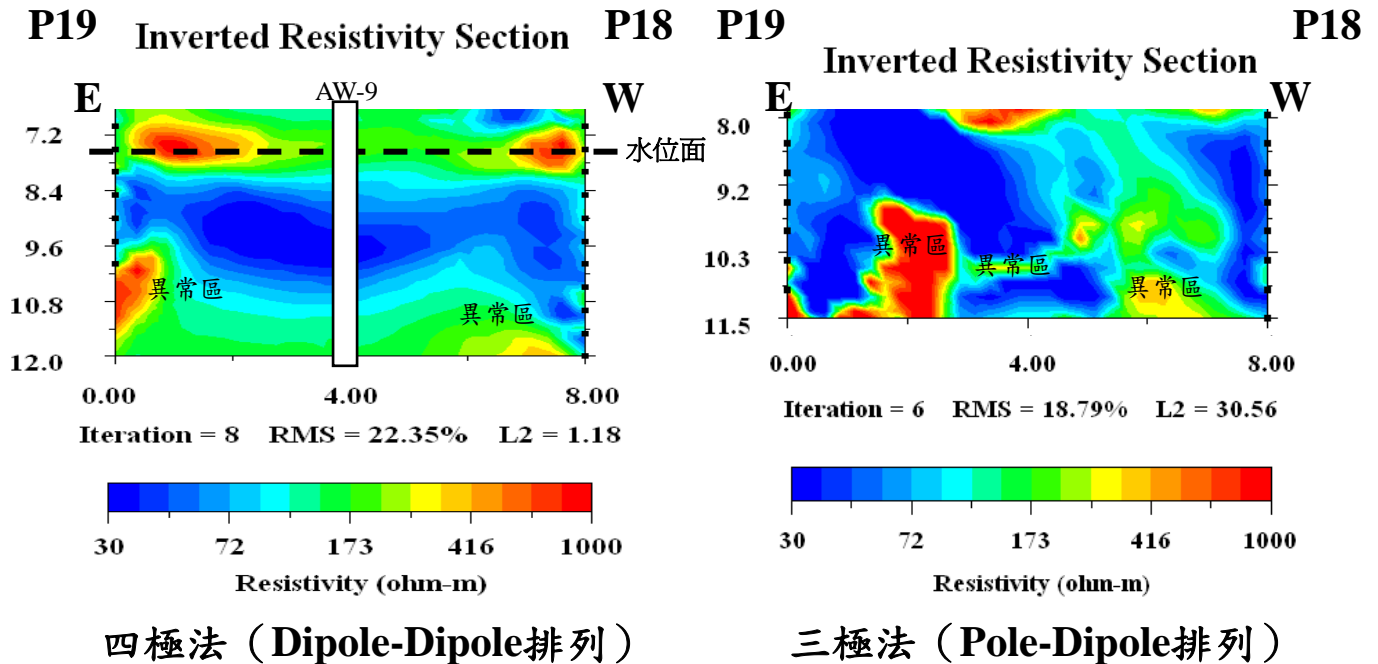 P19
Inverted Resistivity Section
P18
E
AW-9
W
7.2
水位面
8.4
9.6
異常區
10.8
異常區
12.0
0.00 4.00 8.00
Iteration = 8 RMS = 22.35% L2 = 1.18
30 72 173 416 1000
Resistivity (ohm-m)
四極法（Dipole-Dipole排列）
P19
P18
Inverted Resistivity Section
E
W
8.0
9.2
異常區
10.3
異常區
異常區
11.5
0.00 4.00 8.00
Iteration = 6 RMS = 18.79% L2 = 30.56
30 72 173 416 1000
Resistivity (ohm-m)
三極法（Pole-Dipole排列）